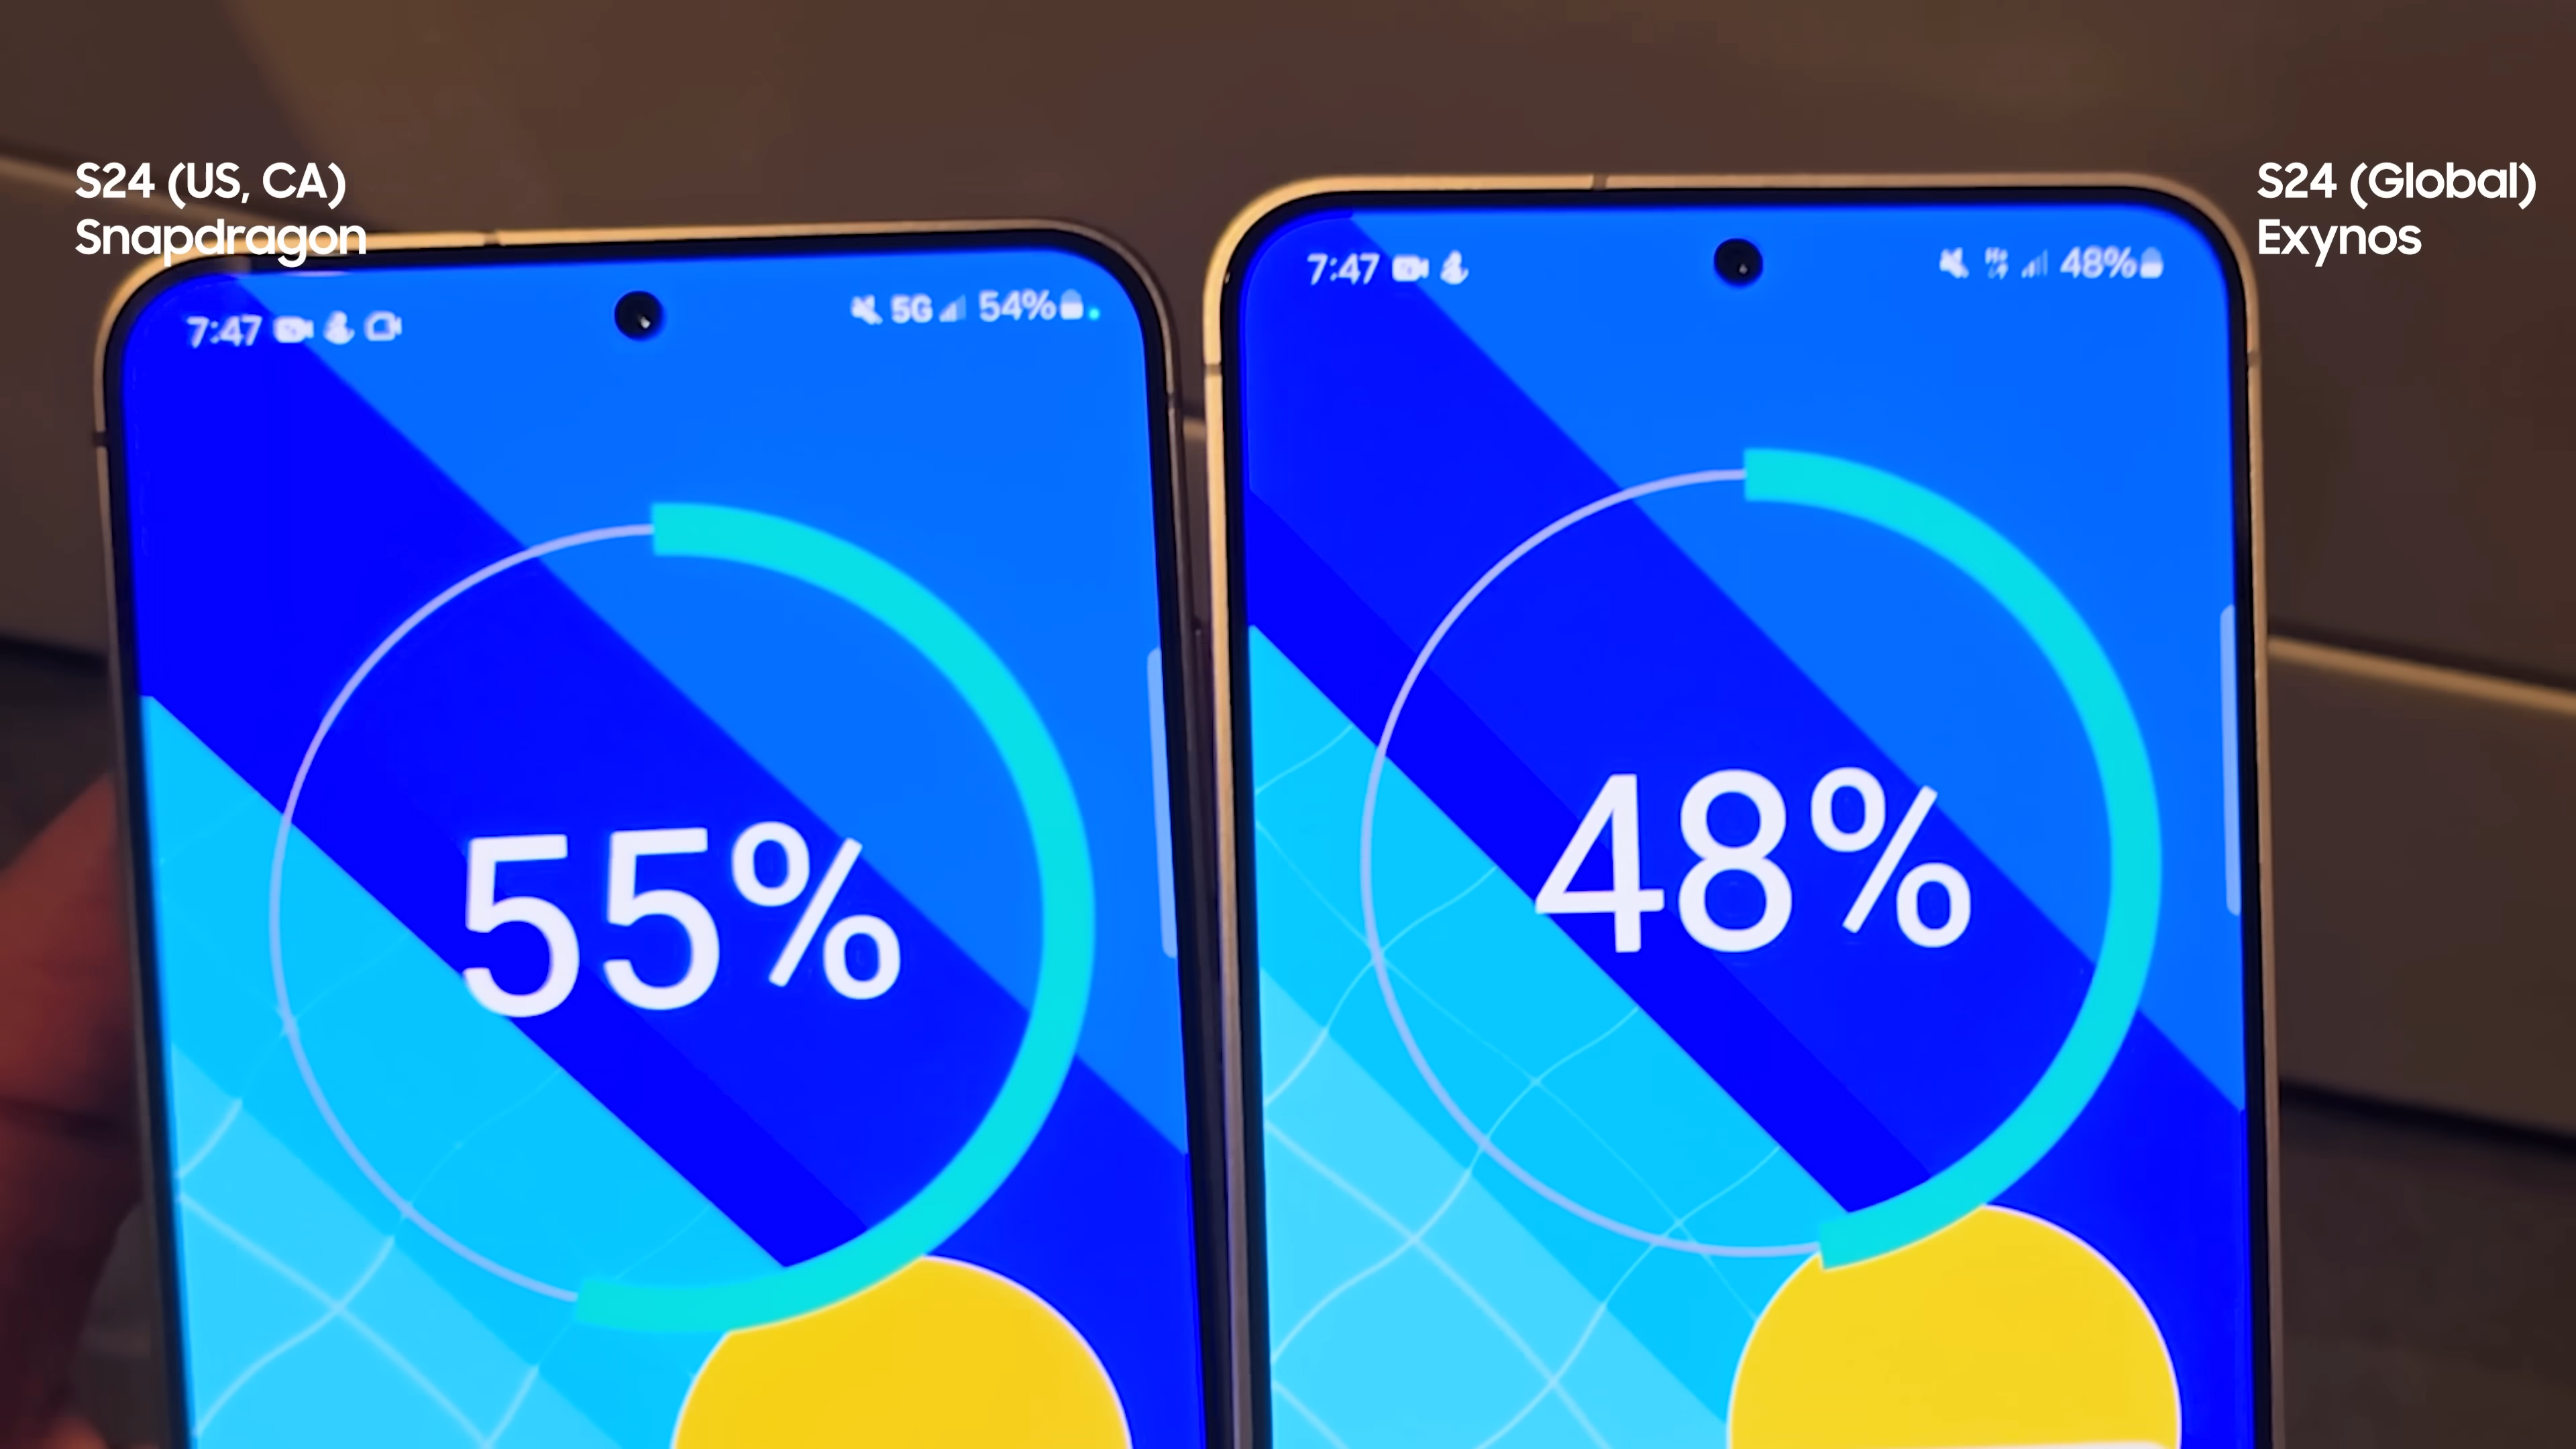 S24 (US, CA)
Snapdragon
S24 (Global)
Exynos
7:47
5G 54%
7:47
48%
55%
48%